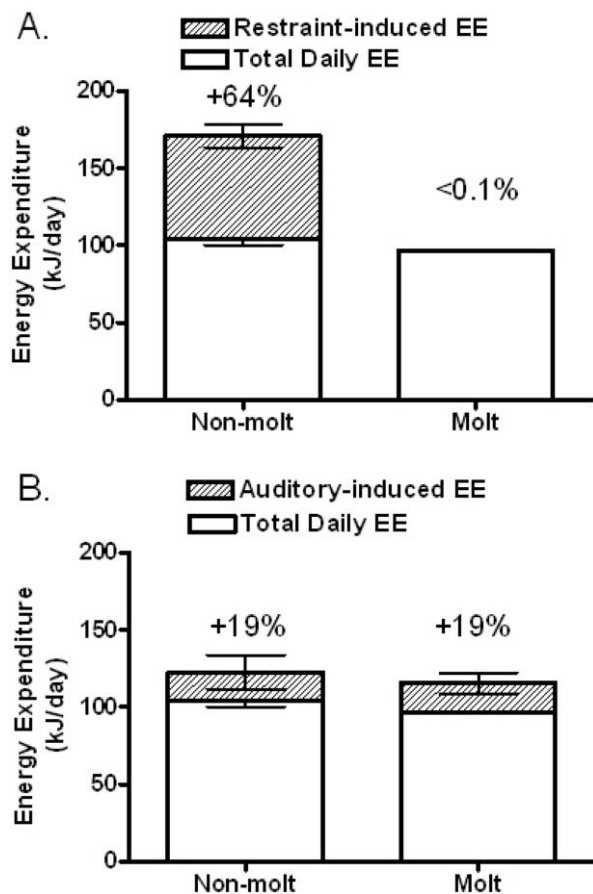 A.
Restraint-induced EE
Total Daily EE
Energy Expenditure
(kJ/day)
200
150
100
50
0
+64%
<0.1%
Non-molt Molt
B.
Auditory-induced EE
Total Daily EE
Energy Expenditure
(kJ/day)
200
150
100
50
0
+19% +19%
Non-molt Molt